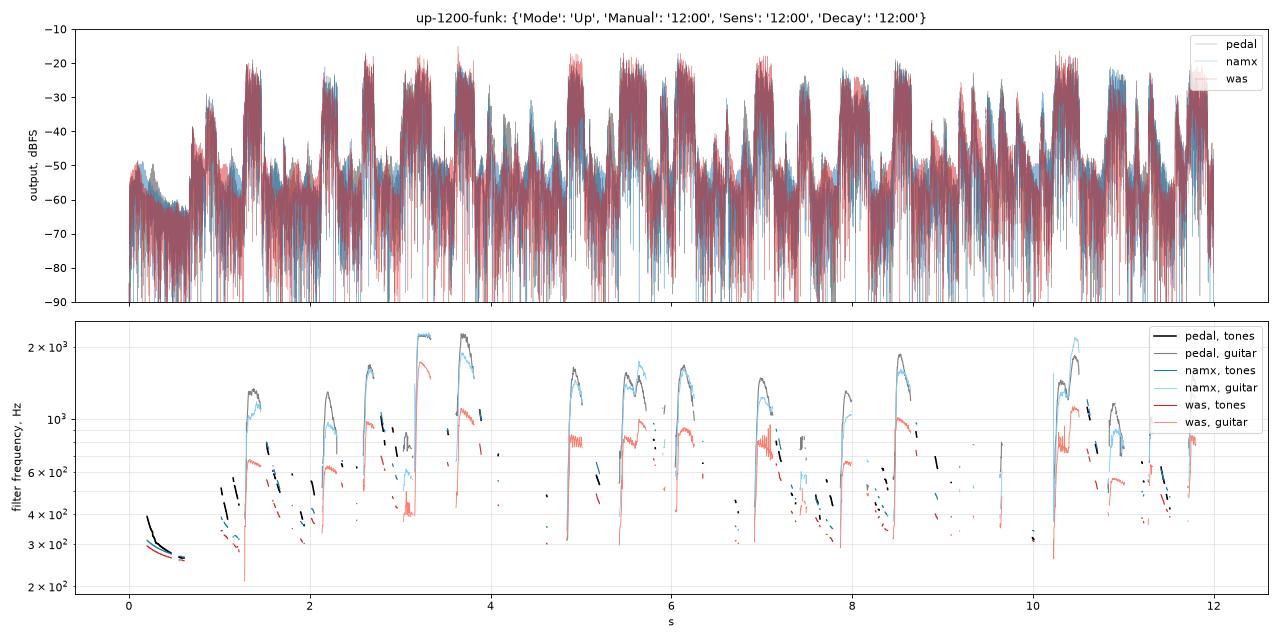 up-1200-funk: {'Mode': 'Up', 'Manual': '12:00', 'Sens': '12:00', 'Decay': '12:00'}
−10
−20
−30
−40
−50
−60
−70
−80
−90
output, dBFS
pedal
namx
was
2 × 10³
10³
6 × 10²
4 × 10²
3 × 10²
2 × 10²
filter frequency, Hz
pedal, tones
pedal, guitar
namx, tones
namx, guitar
was, tones
was, guitar
0 2 4 6 8 10 12
s